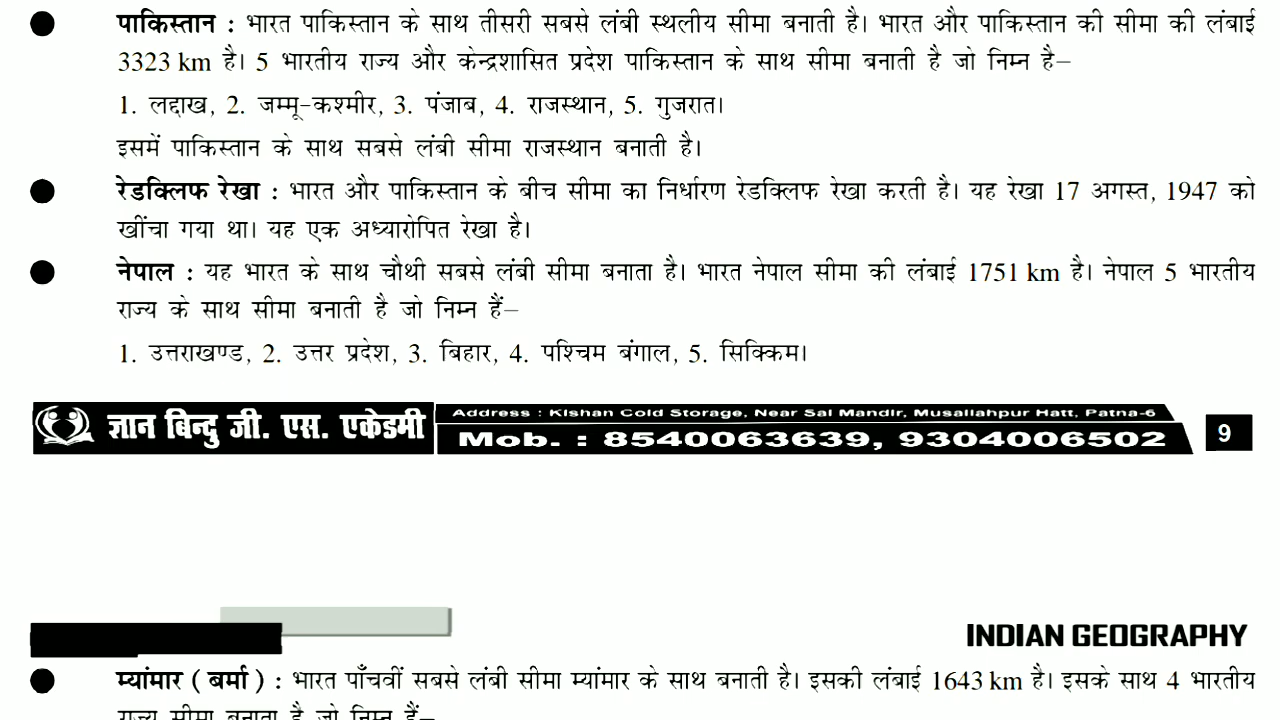 ● पाकिस्तान : भारत पाकिस्तान के साथ तीसरी सबसे लंबी स्थलीय सीमा बनाती है। भारत और पाकिस्तान की सीमा की लंबाई
3323 km है। 5 भारतीय राज्य और केन्द्रशासित प्रदेश पाकिस्तान के साथ सीमा बनाती है जो निम्न है–
1. लद्दाख, 2. जम्मू-कश्मीर, 3. पंजाब, 4. राजस्थान, 5. गुजरात।
इसमें पाकिस्तान के साथ सबसे लंबी सीमा राजस्थान बनाती है।
● रेडक्लिफ रेखा : भारत और पाकिस्तान के बीच सीमा का निर्धारण रेडक्लिफ रेखा करती है। यह रेखा 17 अगस्त, 1947 को
खींचा गया था। यह एक अध्यारोपित रेखा है।
● नेपाल : यह भारत के साथ चौथी सबसे लंबी सीमा बनाता है। भारत नेपाल सीमा की लंबाई 1751 km है। नेपाल 5 भारतीय
राज्य के साथ सीमा बनाती है जो निम्न हैं–
1. उत्तराखण्ड, 2. उत्तर प्रदेश, 3. बिहार, 4. पश्चिम बंगाल, 5. सिक्किम।
ज्ञान बिन्दु जी. एस. एकेडमी
Address : Kishan Cold Storage, Near Sai Mandir, Musallahpur Hatt, Patna-6
Mob. : 8540063639, 9304006502
9
INDIAN GEOGRAPHY
● म्यांमार ( बर्मा ) : भारत पाँचवीं सबसे लंबी सीमा म्यांमार के साथ बनाती है। इसकी लंबाई 1643 km है। इसके साथ 4 भारतीय
राज्य सीमा बनाता है जो निम्न हैं–